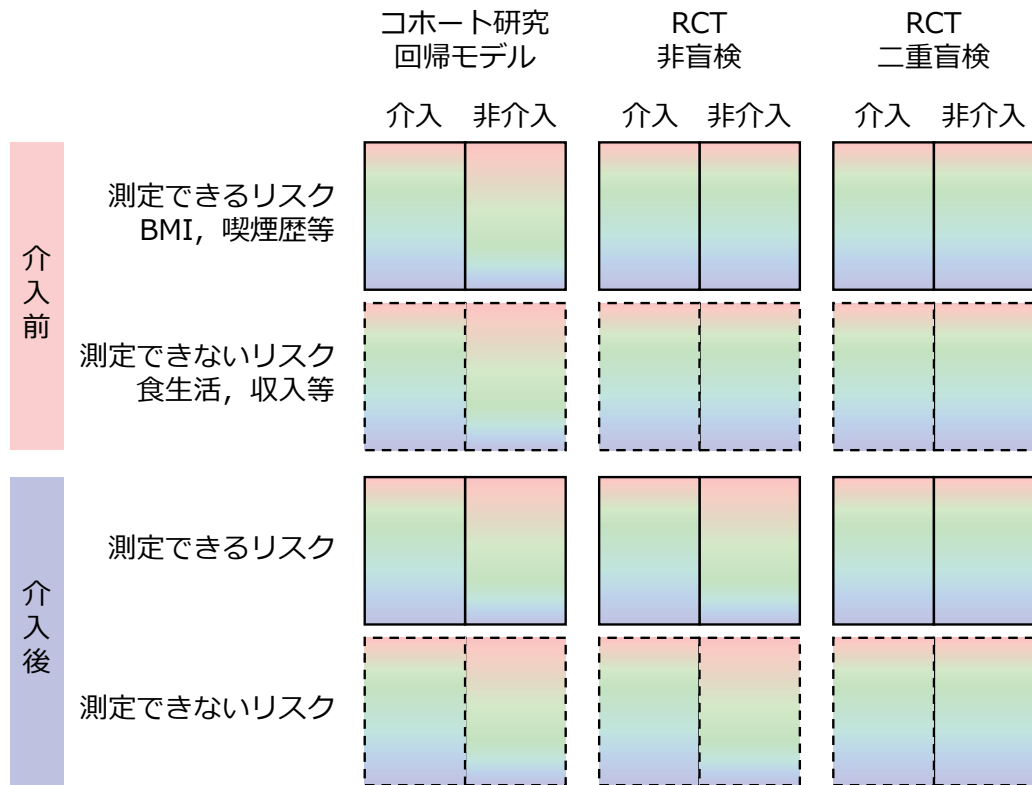 コホート研究
回帰モデル
RCT
非盲検
RCT
二重盲検
介入 非介入
介入 非介入
介入 非介入
介入前
測定できるリスク
BMI，喫煙歴等
測定できないリスク
食生活，収入等
介入後
測定できるリスク
測定できないリスク